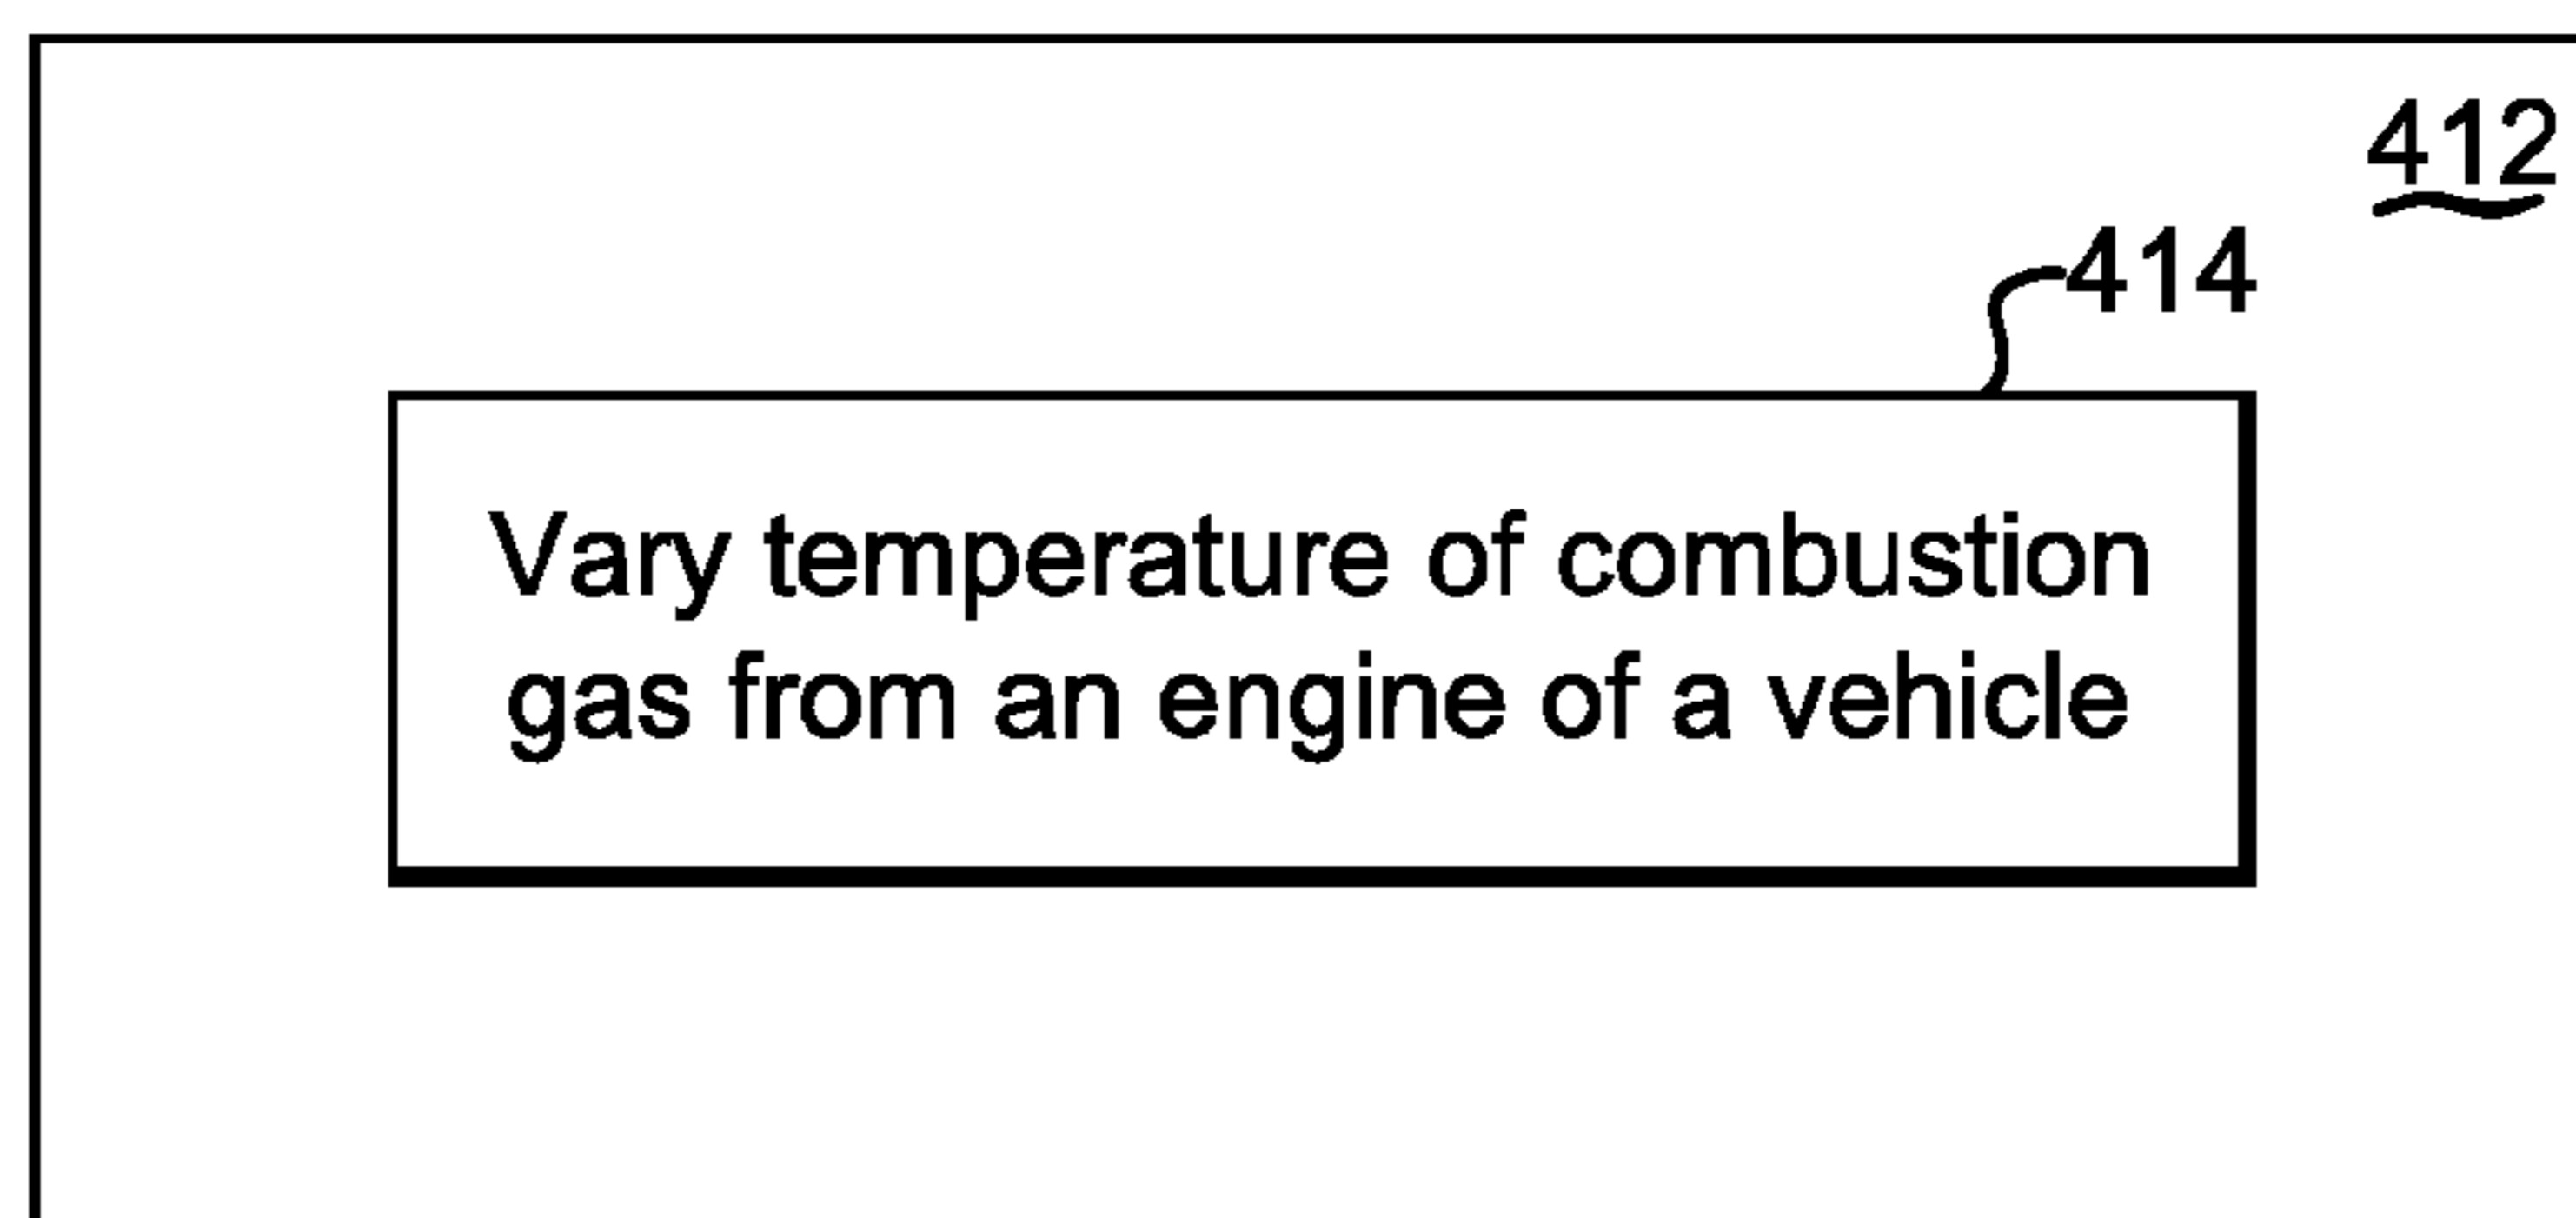 412
414
Vary temperature of combustion
gas from an engine of a vehicle